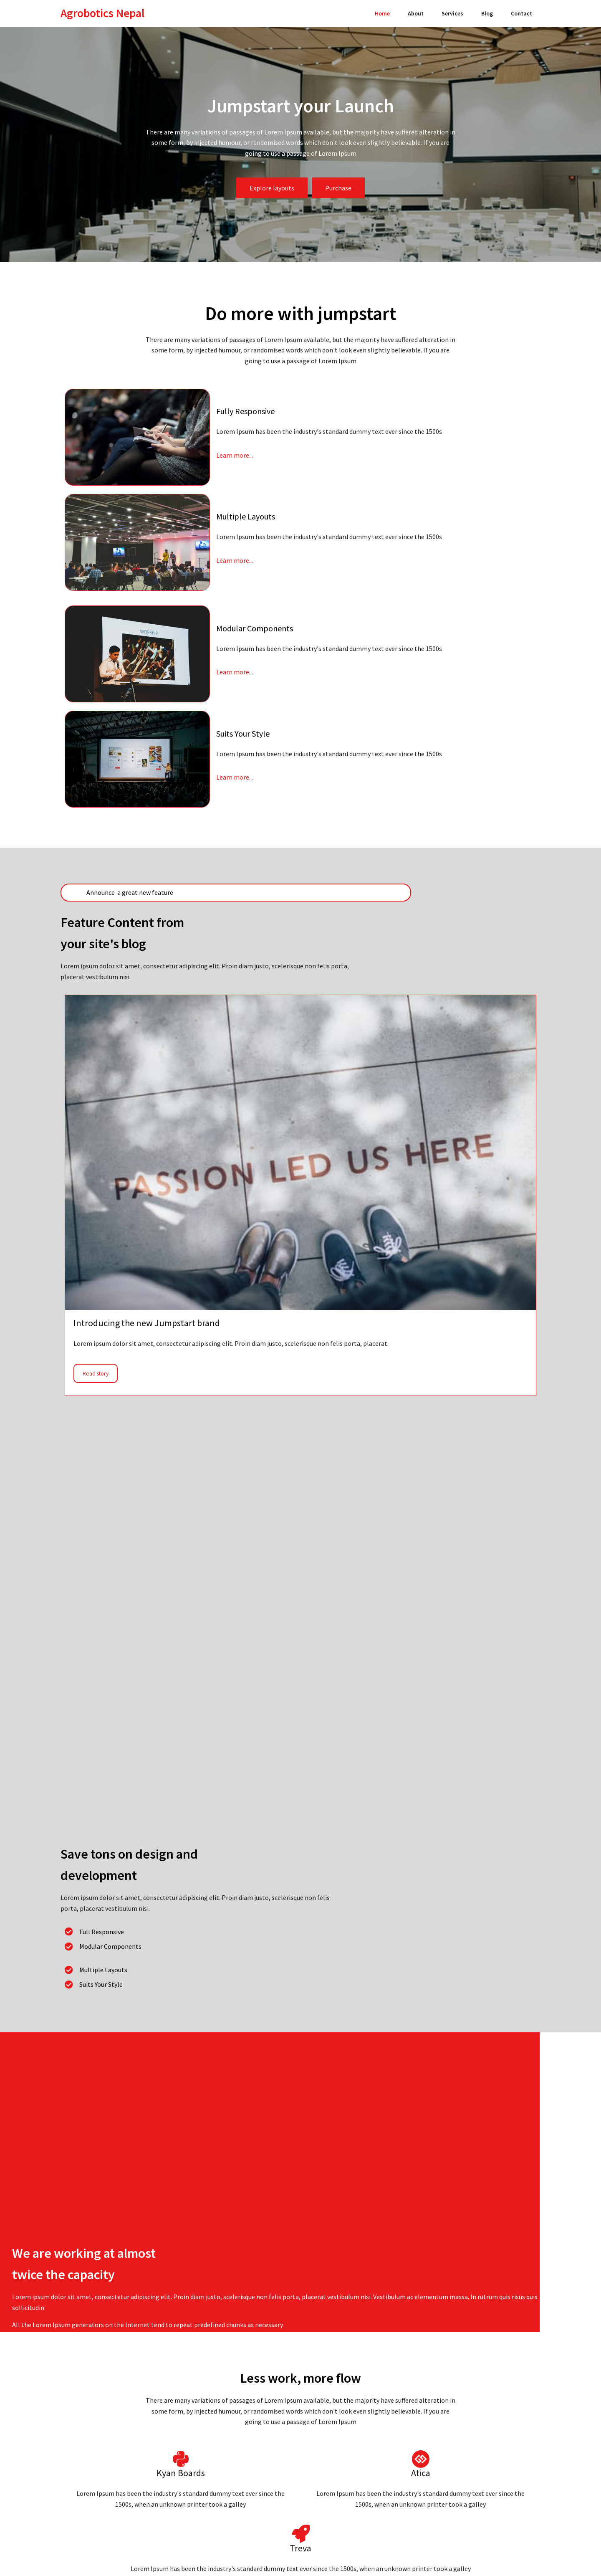 Agrobotics Nepal
Home About Services Blog Contact
Jumpstart your Launch
There are many variations of passages of Lorem Ipsum available, but the majority have suffered alteration in
some form, by injected humour, or randomised words which don't look even slightly believable. If you are
going to use a passage of Lorem Ipsum
Explore layouts Purchase
Do more with jumpstart
There are many variations of passages of Lorem Ipsum available, but the majority have suffered alteration in
some form, by injected humour, or randomised words which don't look even slightly believable. If you are
going to use a passage of Lorem Ipsum
Fully Responsive
Lorem Ipsum has been the industry's standard dummy text ever since the 1500s
Learn more...
Multiple Layouts
Lorem Ipsum has been the industry's standard dummy text ever since the 1500s
Learn more...
Modular Components
Lorem Ipsum has been the industry's standard dummy text ever since the 1500s
Learn more...
Suits Your Style
Lorem Ipsum has been the industry's standard dummy text ever since the 1500s
Learn more...
Announce a great new feature
Feature Content from
your site's blog
Lorem ipsum dolor sit amet, consectetur adipiscing elit. Proin diam justo, scelerisque non felis porta,
placerat vestibulum nisi.
PASSION LED US HERE
Introducing the new Jumpstart brand
Lorem ipsum dolor sit amet, consectetur adipiscing elit. Proin diam justo, scelerisque non felis porta, placerat.
Read story
Save tons on design and
development
Lorem ipsum dolor sit amet, consectetur adipiscing elit. Proin diam justo, scelerisque non felis
porta, placerat vestibulum nisi.
Full Responsive
Modular Components
Multiple Layouts
Suits Your Style
We are working at almost
twice the capacity
Lorem ipsum dolor sit amet, consectetur adipiscing elit. Proin diam justo, scelerisque non felis porta, placerat vestibulum nisi. Vestibulum ac elementum massa. In rutrum quis risus quis
sollicitudin.
All the Lorem Ipsum generators on the Internet tend to repeat predefined chunks as necessary
Less work, more flow
There are many variations of passages of Lorem Ipsum available, but the majority have suffered alteration in
some form, by injected humour, or randomised words which don't look even slightly believable. If you are
going to use a passage of Lorem Ipsum
Kyan Boards
Lorem Ipsum has been the industry's standard dummy text ever since the
1500s, when an unknown printer took a galley
Atica
Lorem Ipsum has been the industry's standard dummy text ever since the
1500s, when an unknown printer took a galley
Treva
Lorem Ipsum has been the industry's standard dummy text ever since the 1500s, when an unknown printer took a galley